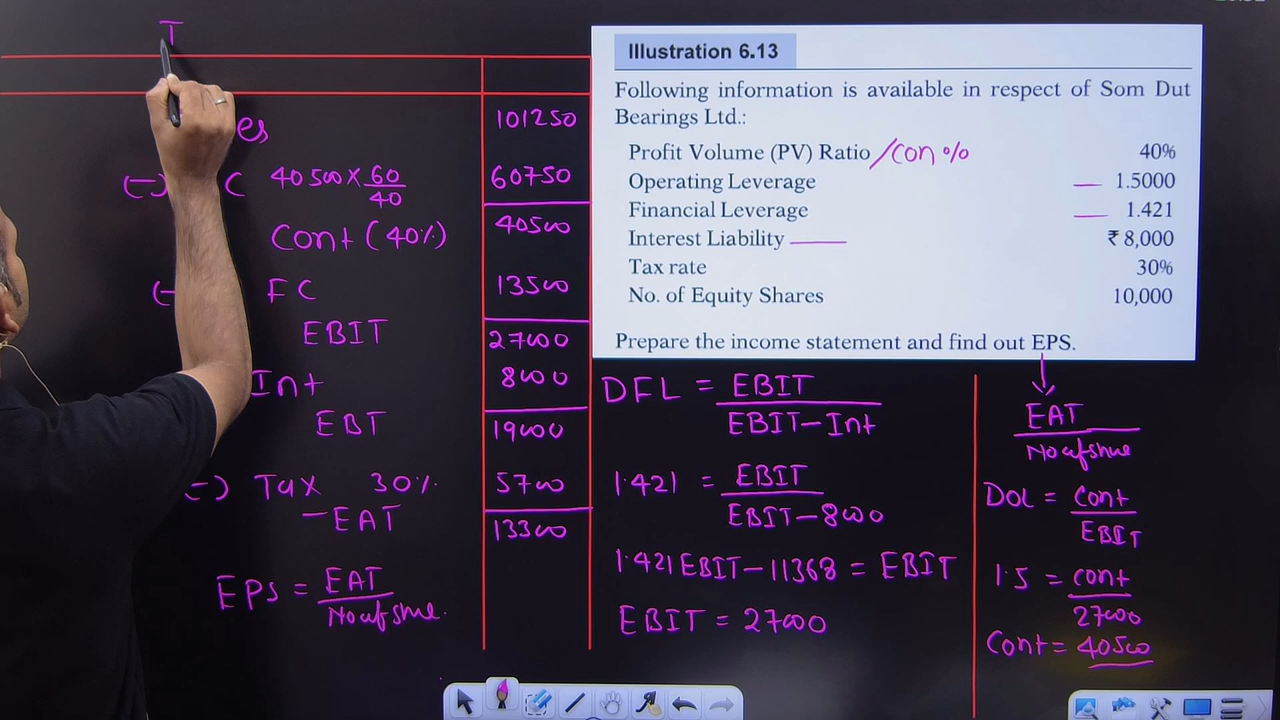 T
es 101250
(-) C 40500 × 60/40 60750
Cont (40%) 40500
(- FC 13500
EBIT 27000
Int 8000
EBT 19000
-) Tax 30% 5700
- EAT 13300
EPS = EAT/No of share.
Illustration 6.13
Following information is available in respect of Som Dut
Bearings Ltd.:
Profit Volume (PV) Ratio /Con % 40%
Operating Leverage 1.5000
Financial Leverage 1.421
Interest Liability ₹ 8,000
Tax rate 30%
No. of Equity Shares 10,000
Prepare the income statement and find out EPS.
DFL = EBIT/EBIT-Int
1.421 = EBIT/EBIT-8000
1.421 EBIT-11368 = EBIT
EBIT = 27000
EAT/No of share
DOL = Cont/EBIT
1.5 = cont/27000
Cont = 40500